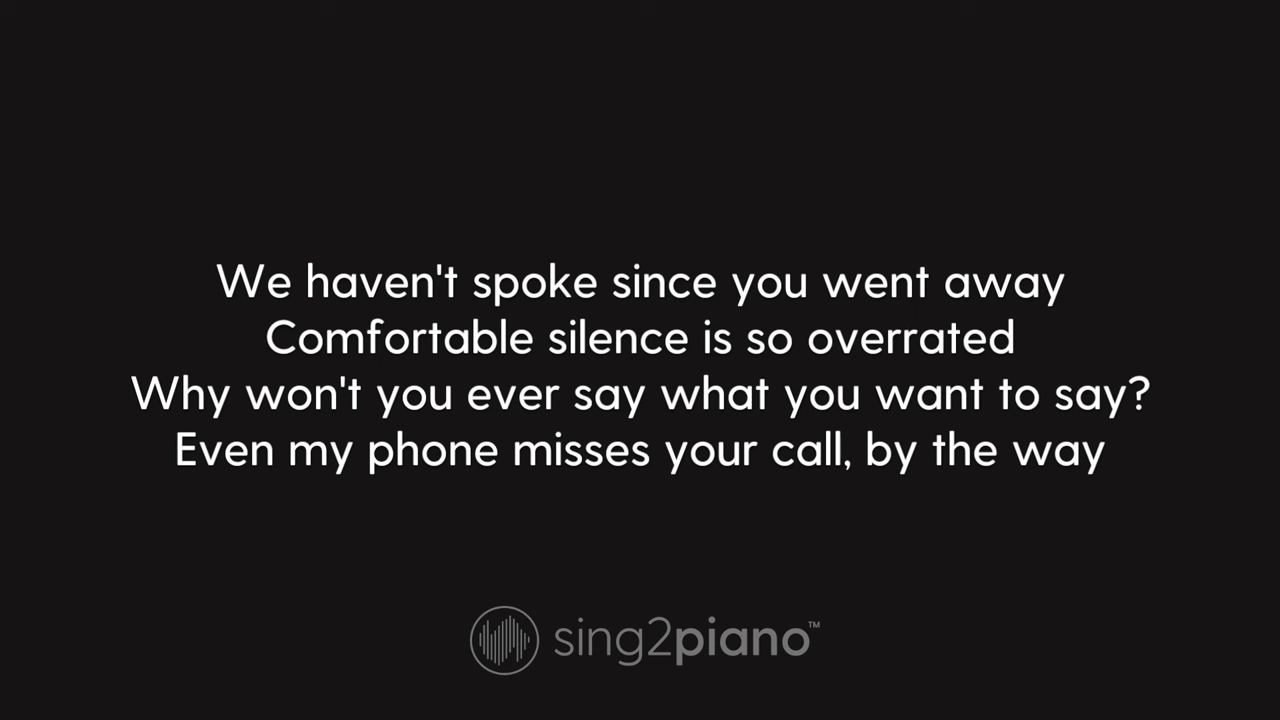 We haven't spoke since you went away
Comfortable silence is so overrated
Why won't you ever say what you want to say?
Even my phone misses your call, by the way
sing2piano™